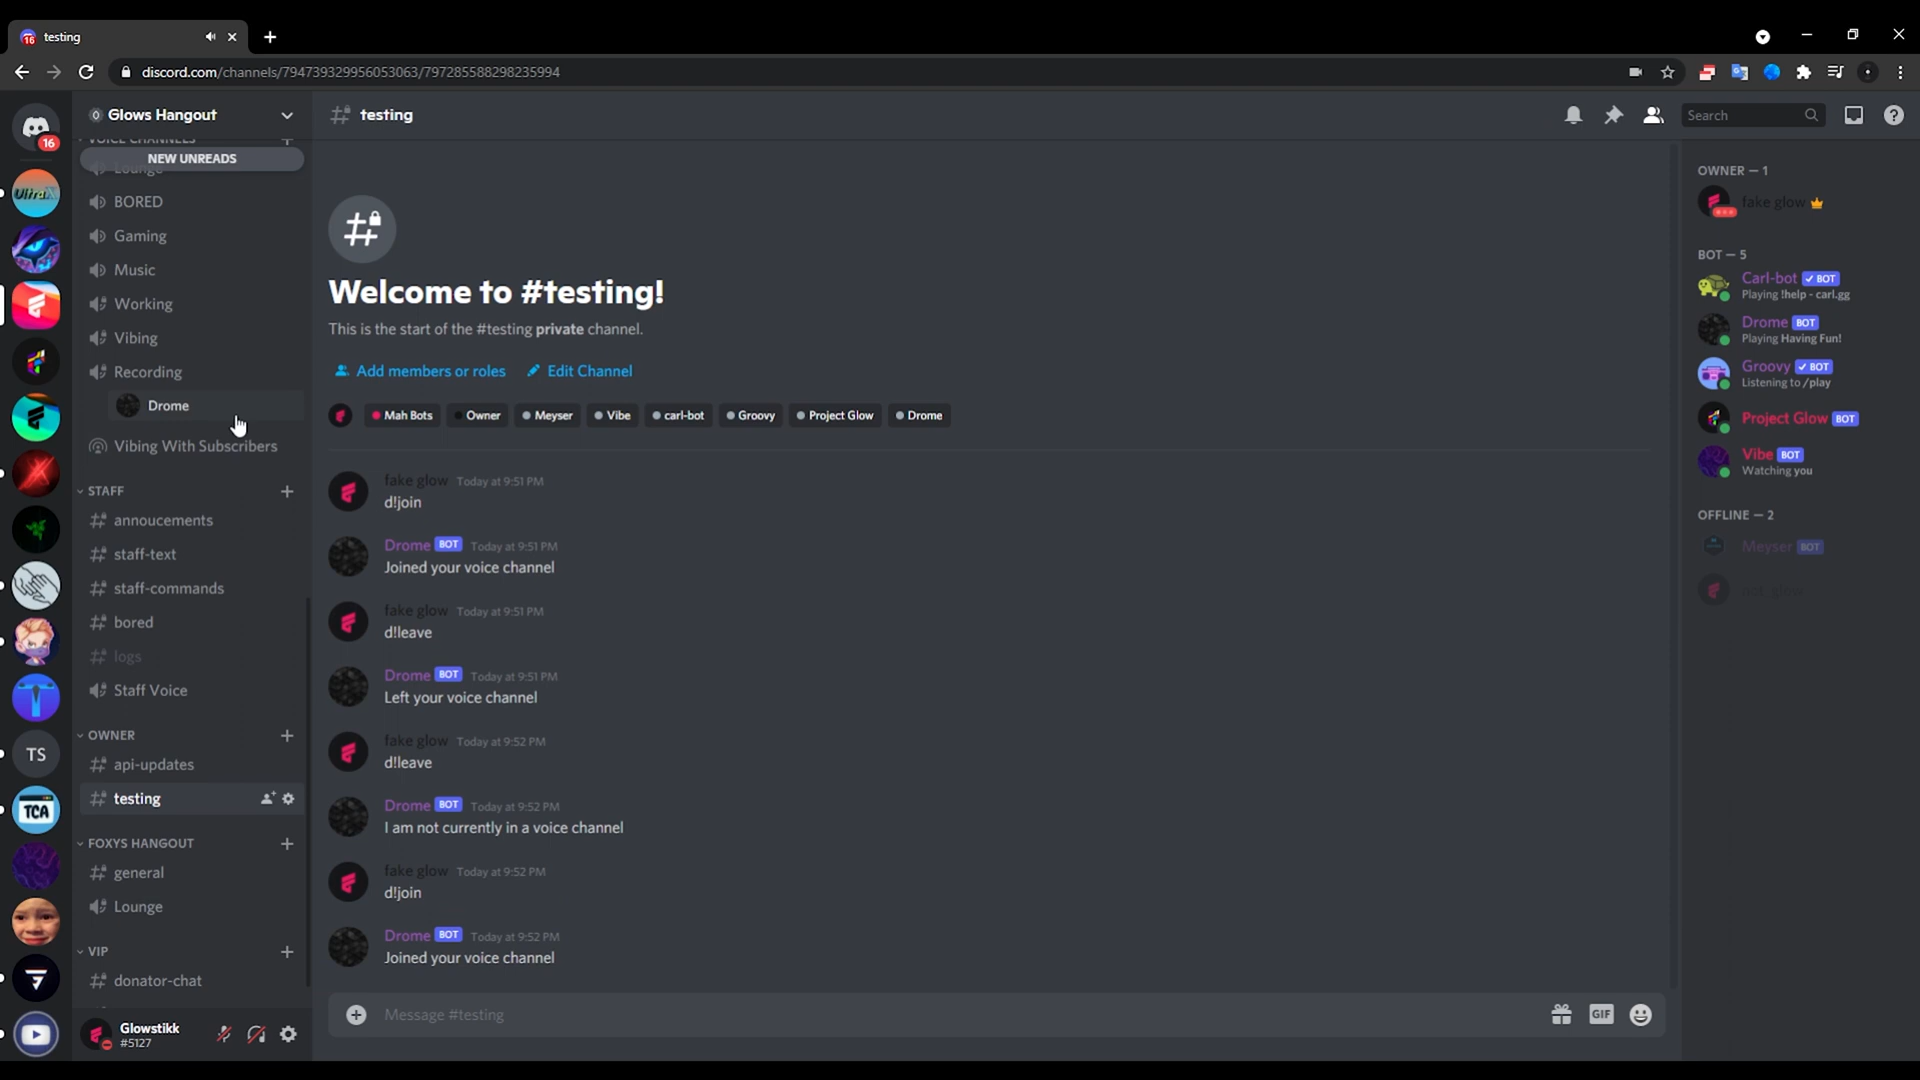 testing
discord.com/channels/794739329956053063/797285588298235994
16
Ultra
TS
TCA
Glows Hangout
VOICE CHANNELS
NEW UNREADS
Lounge
BORED
Gaming
Music
Working
Vibing
Recording
Drome
Vibing With Subscribers
STAFF
annoucements
staff-text
staff-commands
bored
logs
Staff Voice
OWNER
api-updates
testing
FOXYS HANGOUT
general
Lounge
VIP
donator-chat
Glowstikk
#5127
testing
Search
Welcome to #testing!
This is the start of the #testing private channel.
Add members or roles Edit Channel
Mah Bots Owner Meyser Vibe carl-bot Groovy Project Glow Drome
fake glow Today at 9:51 PM
d!join
Drome BOT Today at 9:51 PM
Joined your voice channel
fake glow Today at 9:51 PM
d!leave
Drome BOT Today at 9:51 PM
Left your voice channel
fake glow Today at 9:52 PM
d!leave
Drome BOT Today at 9:52 PM
I am not currently in a voice channel
fake glow Today at 9:52 PM
d!join
Drome BOT Today at 9:52 PM
Joined your voice channel
Message #testing
GIF
OWNER — 1
fake glow
BOT — 5
Carl-bot BOT
Playing !help - carl.gg
Drome BOT
Playing Having Fun!
Groovy BOT
Listening to /play
Project Glow BOT
Vibe BOT
Watching you
OFFLINE — 2
Meyser BOT